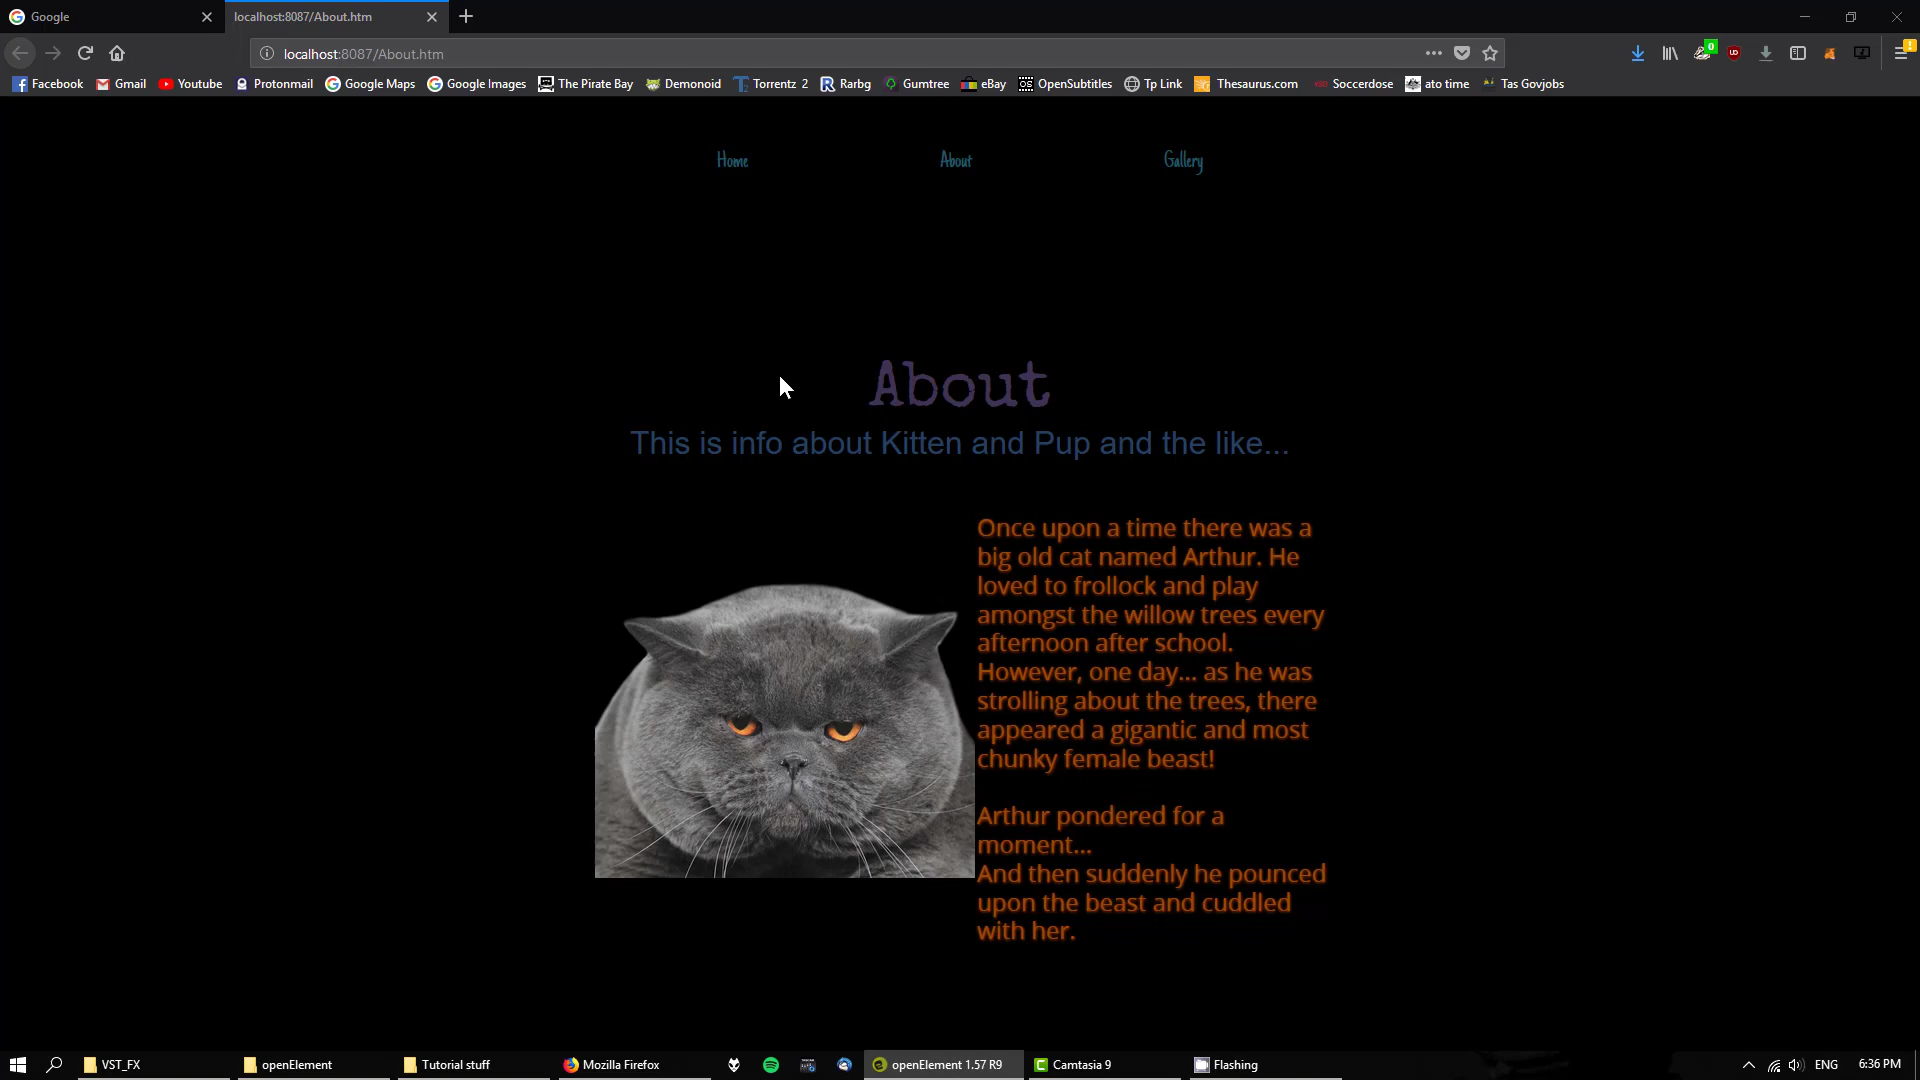 Google
localhost:8087/About.htm
localhost:8087/About.htm
0
Facebook Gmail Youtube Protonmail Google Maps Google Images The Pirate Bay Demonoid Torrentz 2 Rarbg Gumtree eBay OpenSubtitles Tp Link Thesaurus.com Soccerdose ato time Tas Govjobs
Home About Gallery
About
This is info about Kitten and Pup and the like...
Once upon a time there was a
big old cat named Arthur. He
loved to frollock and play
amongst the willow trees every
afternoon after school.
However, one day... as he was
strolling about the trees, there
appeared a gigantic and most
chunky female beast!
Arthur pondered for a
moment...
And then suddenly he pounced
upon the beast and cuddled
with her.
VST_FX openElement Tutorial stuff Mozilla Firefox openElement 1.57 R9 Camtasia 9 Flashing ENG 6:36 PM